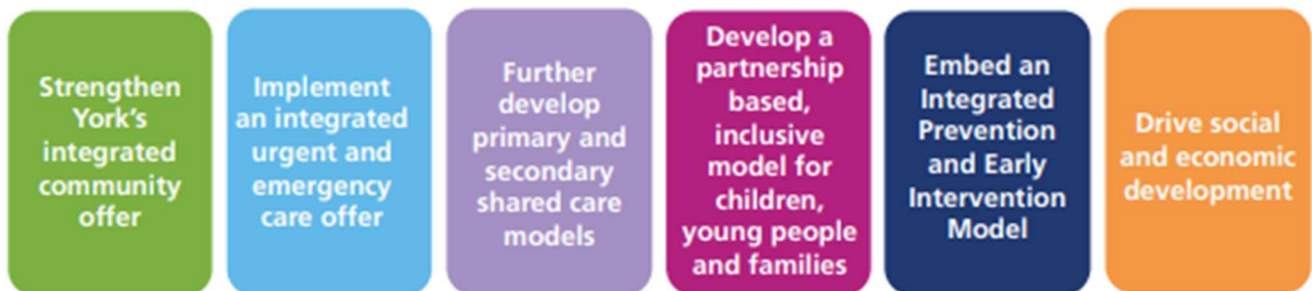 Strengthen
York's
integrated
community
offer
Implement
an integrated
urgent and
emergency
care offer
Further
develop
primary and
secondary
shared care
models
Develop a
partnership
based,
inclusive
model for
children,
young people
and families
Embed an
Integrated
Prevention
and Early
Intervention
Model
Drive social
and economic
development